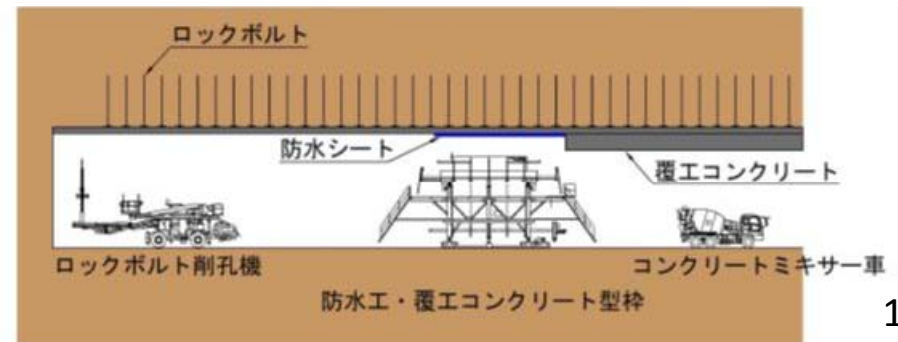 ロックボルト
防水シート
覆工コンクリート
ロックボルト削孔機
コンクリートミキサー車
防水工・覆工コンクリート型枠
1